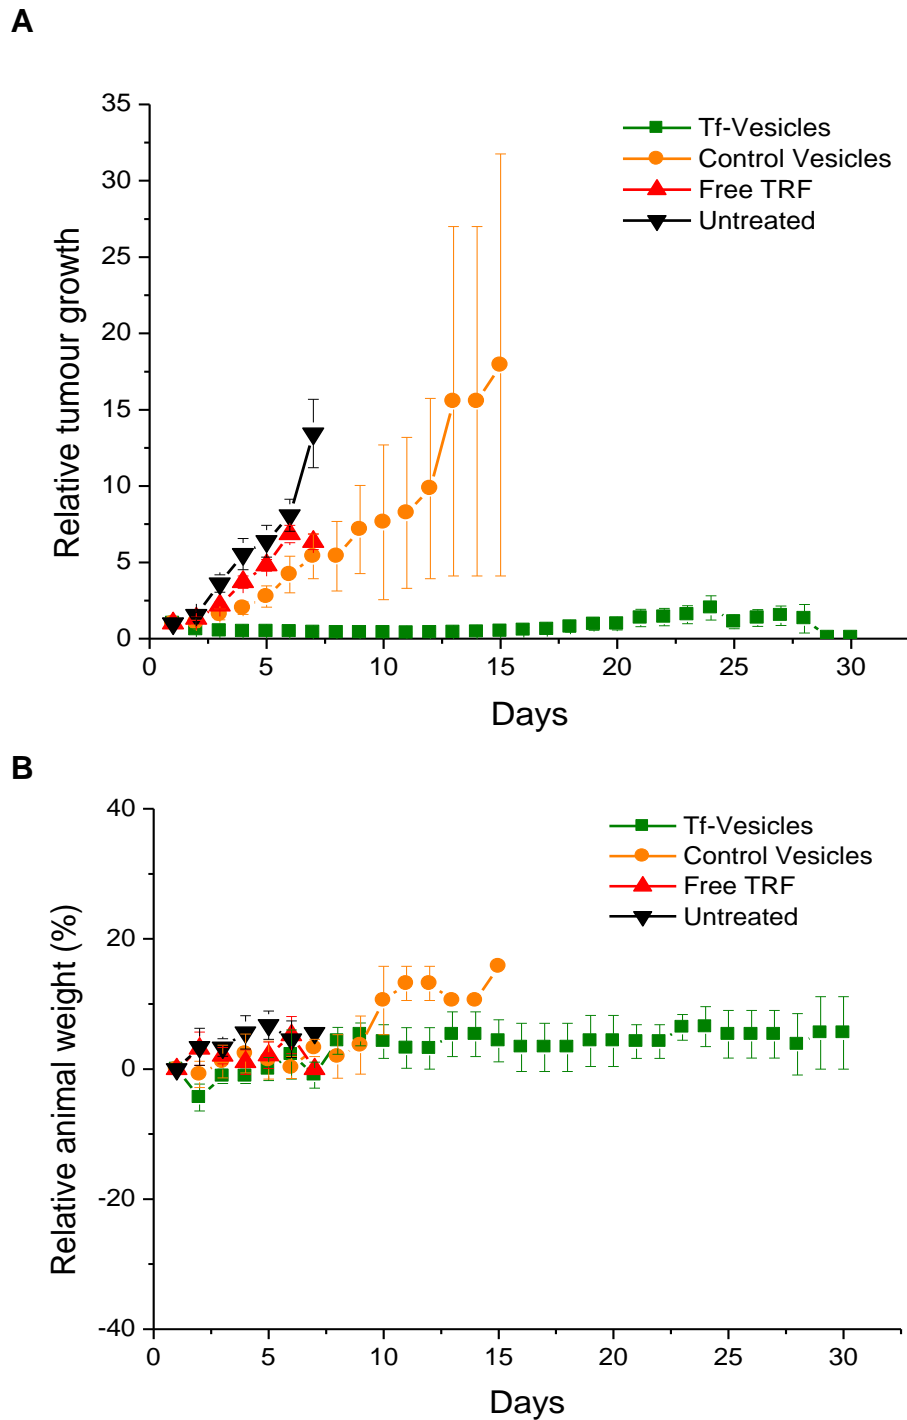 A
35
30
25
20
15
10
5
0
Relative tumour growth
Tf-Vesicles
Control Vesicles
Free TRF
Untreated
0 5 10 15 20 25 30
Days
B
40
20
0
-20
-40
Relative animal weight (%)
Tf-Vesicles
Control Vesicles
Free TRF
Untreated
0 5 10 15 20 25 30
Days